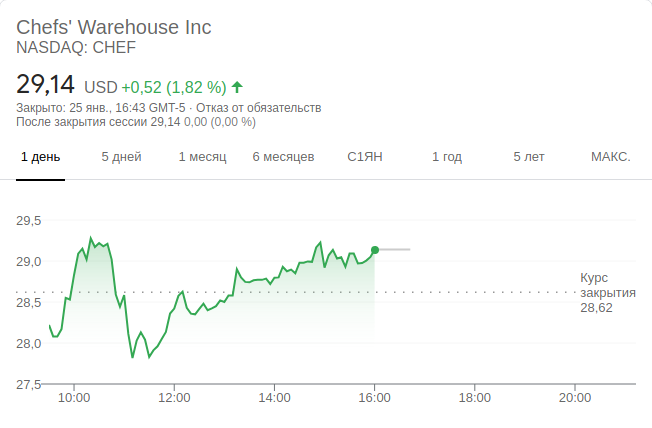 Chefs' Warehouse Inc
NASDAQ: CHEF
29,14 USD +0,52 (1,82 %)
Закрыто: 25 янв., 16:43 GMT-5 · Отказ от обязательств
После закрытия сессии 29,14 0,00 (0,00 %)
1 день 5 дней 1 месяц 6 месяцев С1ЯН 1 год 5 лет МАКС.
29,5
29,0
28,5
28,0
27,5
Курс
закрытия
28,62
10:00 12:00 14:00 16:00 18:00 20:00